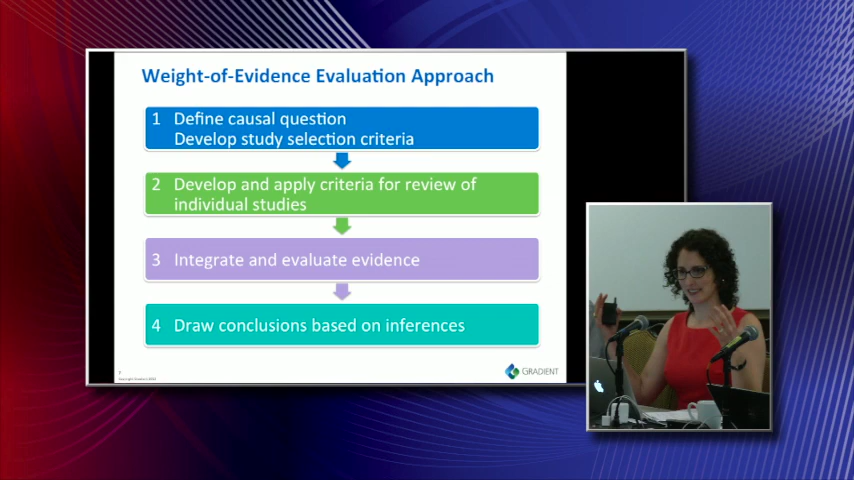 Weight-of-Evidence Evaluation Approach
1 Define causal question
Develop study selection criteria
2 Develop and apply criteria for review of
individual studies
3 Integrate and evaluate evidence
4 Draw conclusions based on inferences
7
GRADIENT